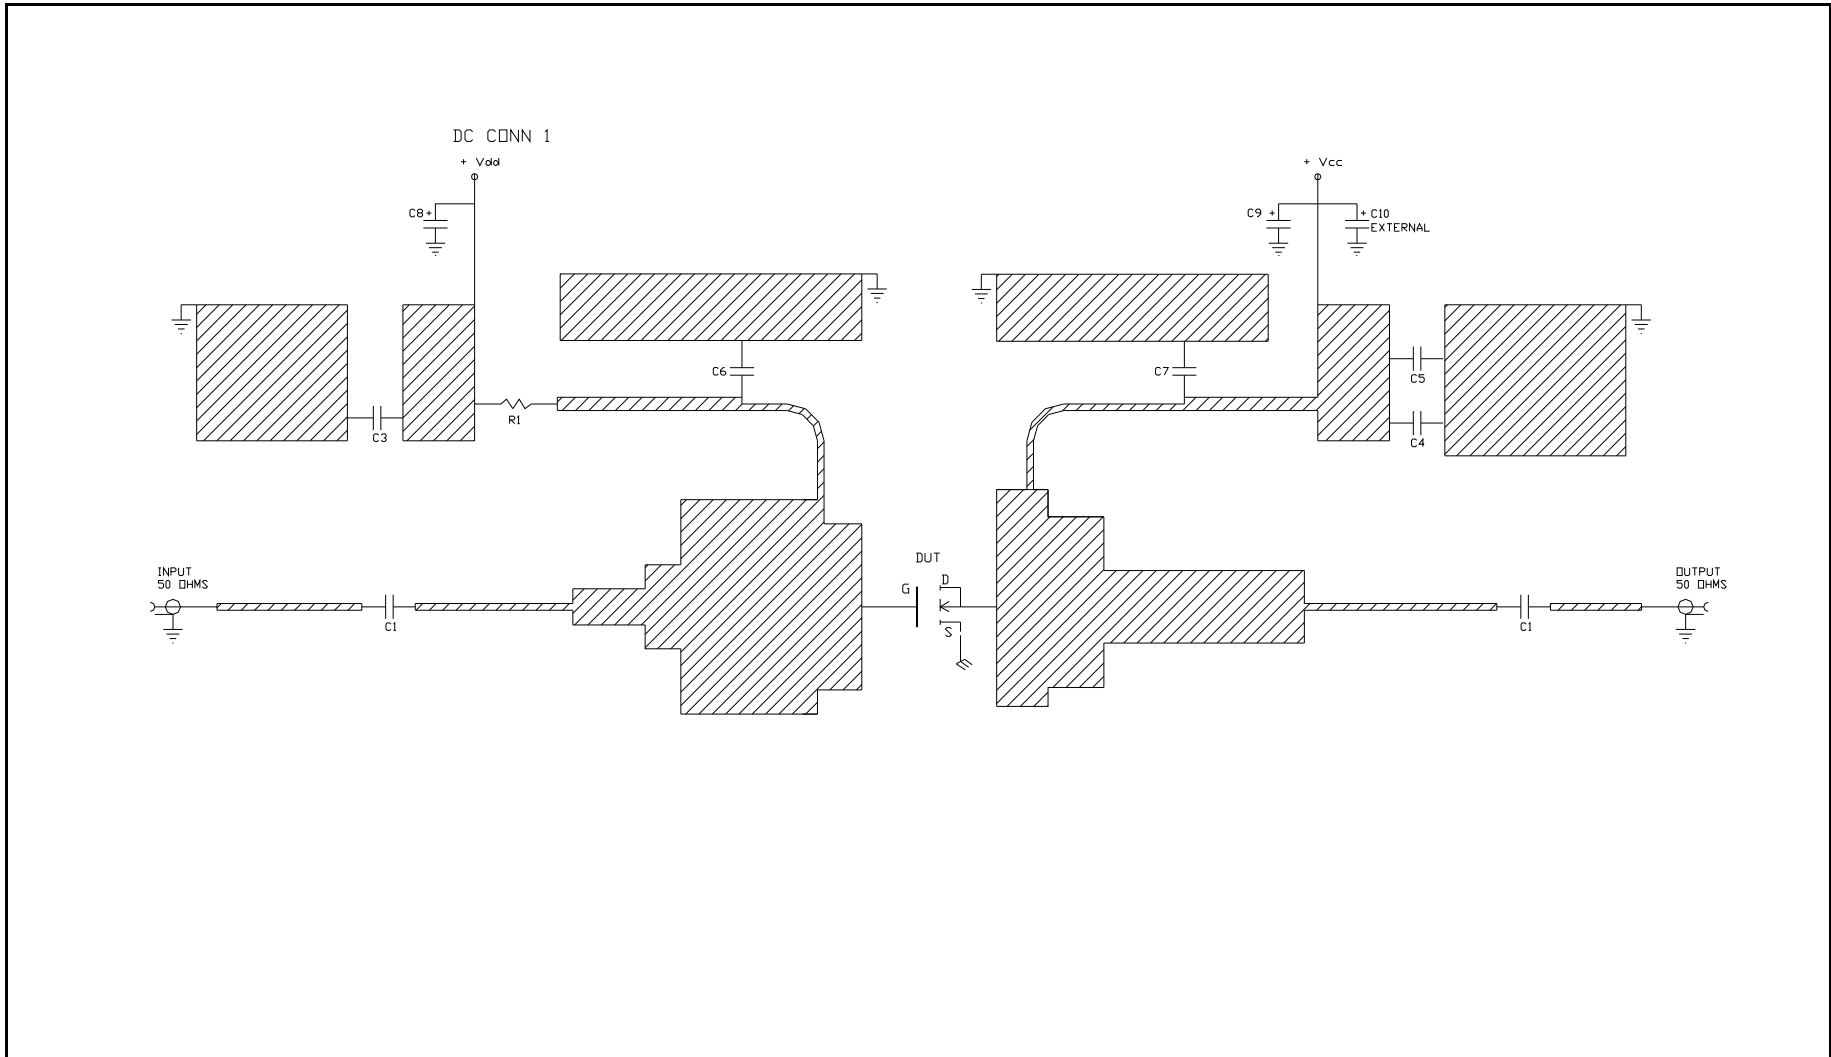 DC CONN 1
+ Vdd
+ Vcc
C8+
C9 +
+ C10
EXTERNAL
C6
C7
C5
C3
R1
C4
DUT
INPUT
50 OHMS
OUTPUT
50 OHMS
D
G
S
C1
C1